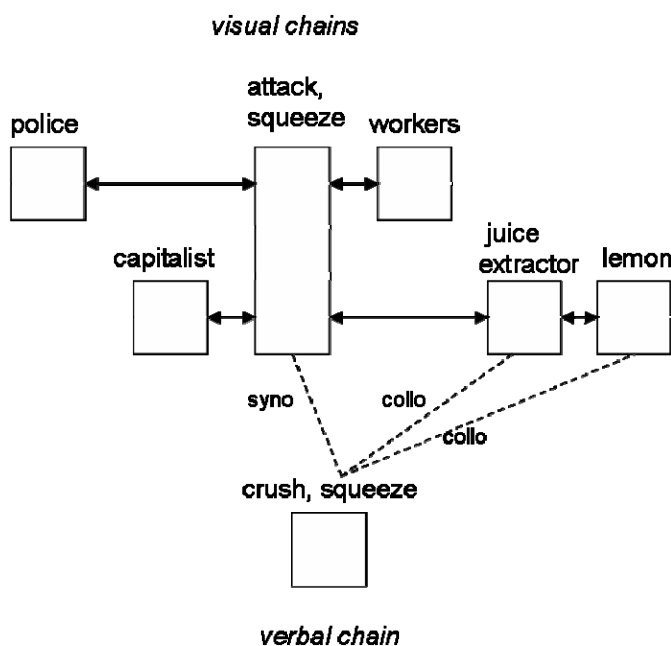 visual chains
attack,
squeeze
police
workers
capitalist
juice
extractor
lemon
syno
collo
collo
crush, squeeze
verbal chain